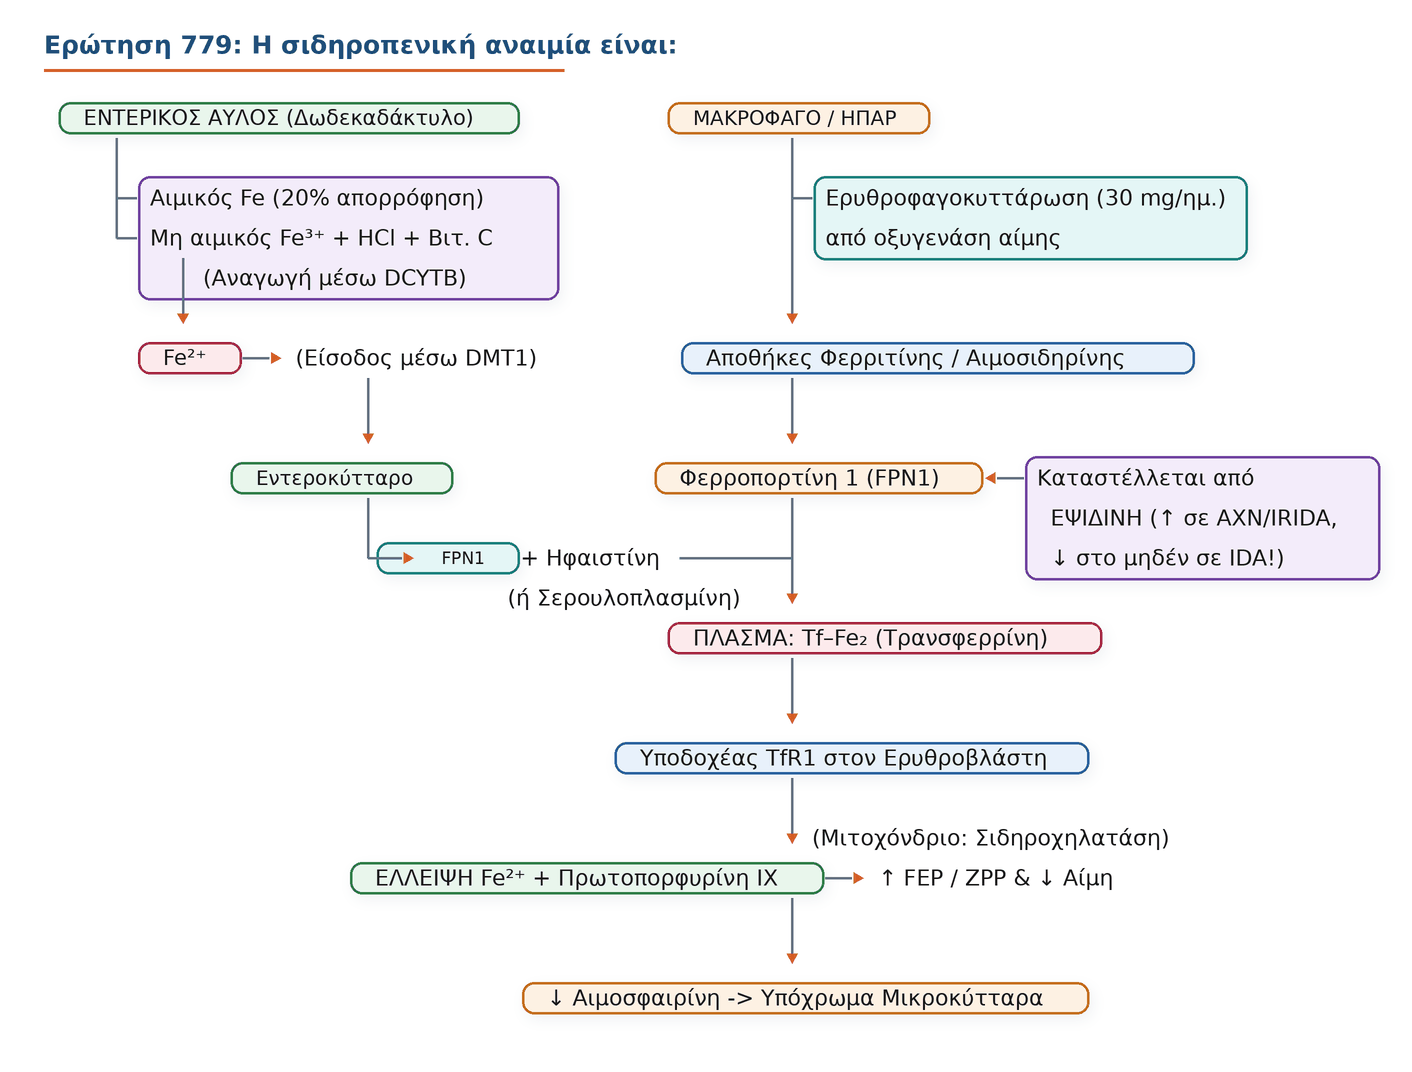 Ερώτηση 779: Η σιδηροπενική αναιμία είναι:
ΕΝΤΕΡΙΚΟΣ ΑΥΛΟΣ (Δωδεκαδάκτυλο)
ΜΑΚΡΟΦΑΓΟ / ΗΠΑΡ
Αιμικός Fe (20% απορρόφηση)
Μη αιμικός Fe³⁺ + HCl + Βιτ. C
(Αναγωγή μέσω DCYTB)
Ερυθροφαγοκυττάρωση (30 mg/ημ.)
από οξυγενάση αίμης
Fe²⁺
(Είσοδος μέσω DMT1)
Αποθήκες Φερριτίνης / Αιμοσιδηρίνης
Εντεροκύτταρο
Φερροπορτίνη 1 (FPN1)
Καταστέλλεται από
ΕΨΙΔΙΝΗ (↑ σε ΑΧΝ/IRIDA,
↓ στο μηδέν σε IDA!)
FPN1
+ Ηφαιστίνη
(ή Σερουλοπλασμίνη)
ΠΛΑΣΜΑ: Tf–Fe₂ (Τρανσφερρίνη)
Υποδοχέας TfR1 στον Ερυθροβλάστη
(Μιτοχόνδριο: Σιδηροχηλατάση)
ΕΛΛΕΙΨΗ Fe²⁺ + Πρωτοπορφυρίνη IX
↑ FEP / ZPP & ↓ Αίμη
↓ Αιμοσφαιρίνη -> Υπόχρωμα Μικροκύτταρα